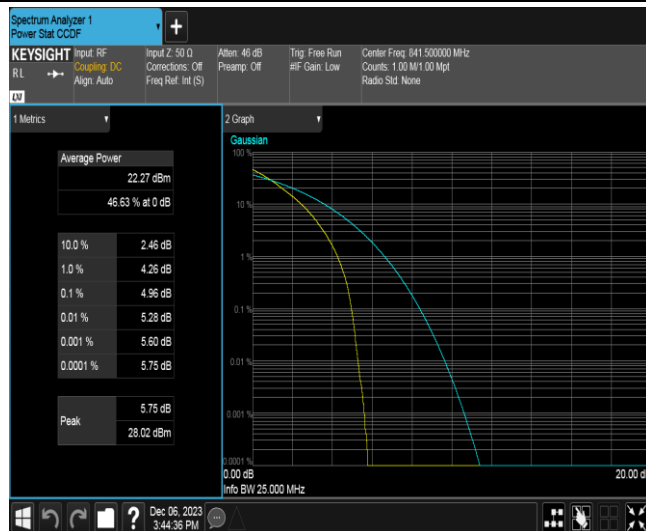 Spectrum Analyzer 1
Power Stat CCDF
+
KEYSIGHT
RL
LXI
Input: RF
Coupling: DC
Align: Auto
Input Z: 50 Ω
Corrections: Off
Freq Ref: Int (S)
Atten: 46 dB
Preamp: Off
Trig: Free Run
#IF Gain: Low
Center Freq: 841.500000 MHz
Counts: 1.00 M/1.00 Mpt
Radio Std: None
1 Metrics
Average Power
22.27 dBm
46.63 % at 0 dB
10.0 % 2.46 dB
1.0 % 4.26 dB
0.1 % 4.96 dB
0.01 % 5.28 dB
0.001 % 5.60 dB
0.0001 % 5.75 dB
Peak
5.75 dB
28.02 dBm
2 Graph
Gaussian
100 %
10 %
1 %
0.1 %
0.01 %
0.001 %
0.0001 %
0.00 dB
20.00 d
Info BW 25.000 MHz
?
Dec 06, 2023
3:44:36 PM